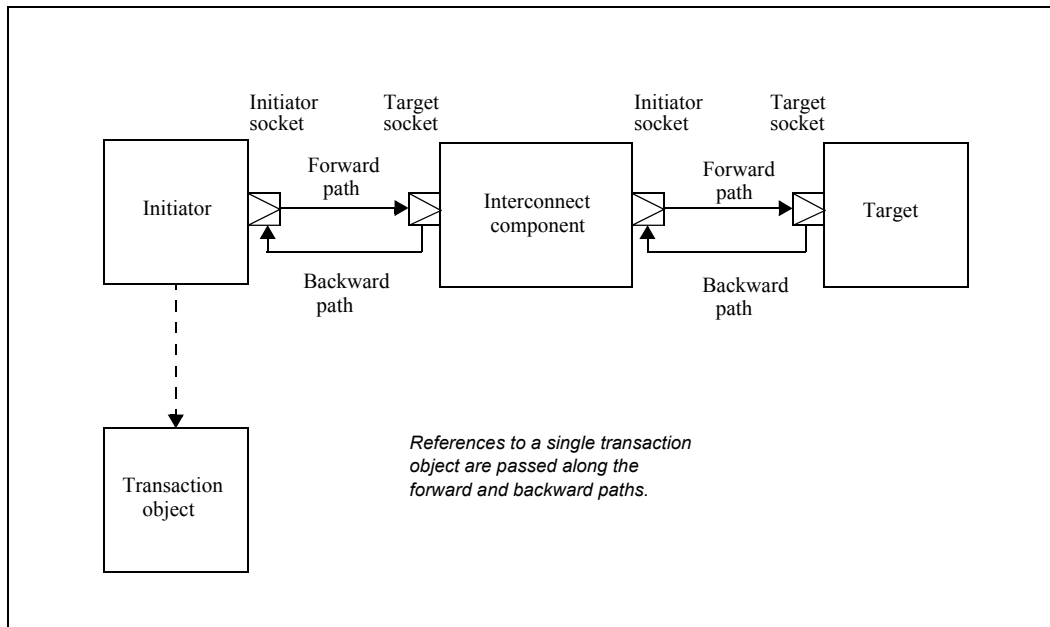 Initiator
socket
Target
socket
Initiator
socket
Target
socket
Initiator
Forward
path
Interconnect
component
Forward
path
Target
Backward
path
Backward
path
Transaction
object
References to a single transaction
object are passed along the
forward and backward paths.